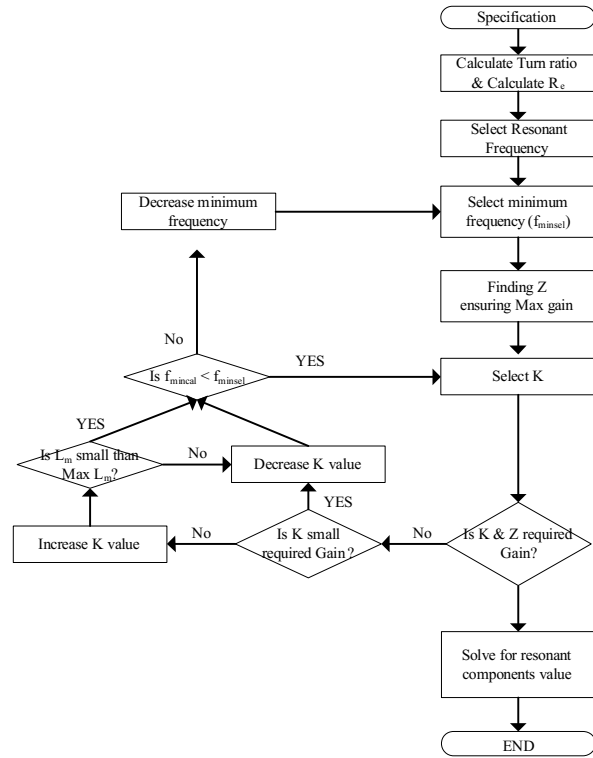 Specification
Calculate Turn ratio
& Calculate Rₑ
Select Resonant
Frequency
Decrease minimum
frequency
Select minimum
frequency (fminsel)
Finding Z
ensuring Max gain
No
YES
Is fmincal < fminsel
Select K
YES
Is Lm small than
Max Lm?
No
Decrease K value
YES
Increase K value
No
Is K small
required Gain?
No
Is K & Z required
Gain?
Solve for resonant
components value
END